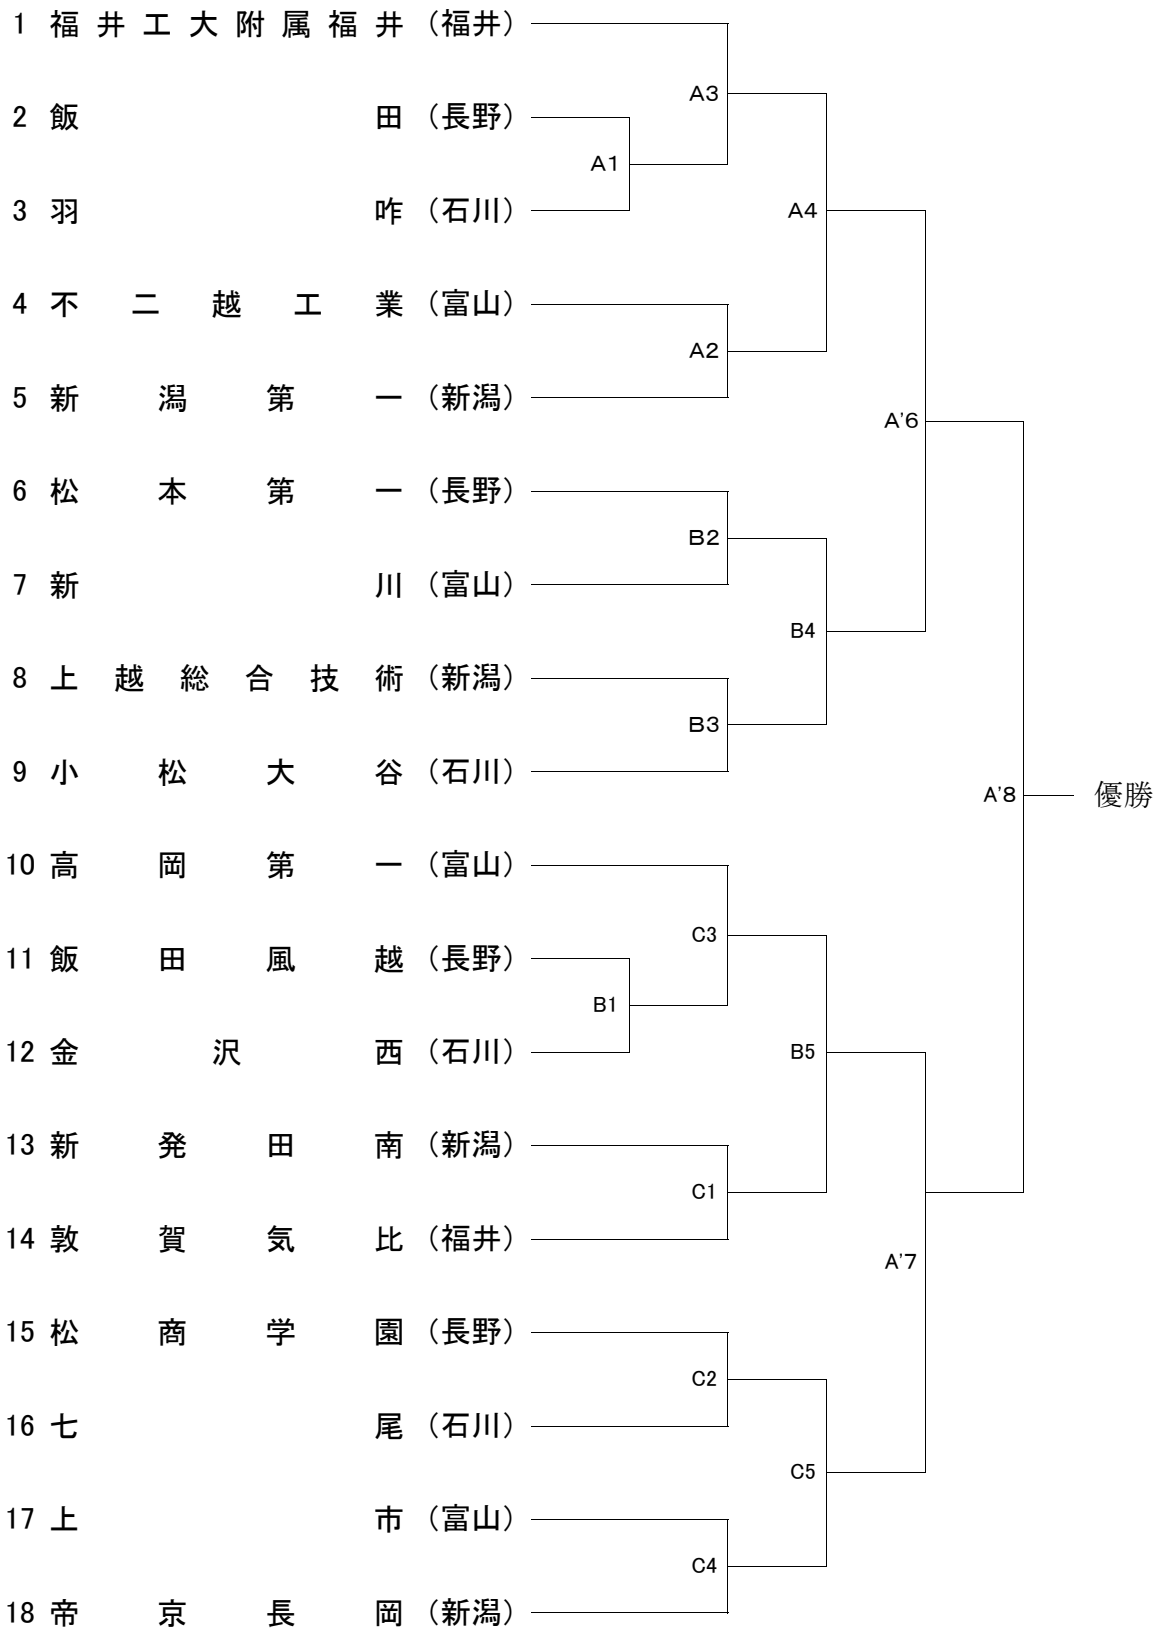 1 福井工大附属福井 (福井)
A3
2 飯田 (長野)
A1
3 羽咋 (石川)
A4
4 不二越工業 (富山)
A2
5 新潟第一 (新潟)
A'6
6 松本第一 (長野)
B2
7 新川 (富山)
B4
8 上越総合技術 (新潟)
B3
9 小松大谷 (石川)
A'8 優勝
10 高岡第一 (富山)
C3
11 飯田風越 (長野)
B1
12 金沢西 (石川)
B5
13 新発田南 (新潟)
C1
14 敦賀気比 (福井)
A'7
15 松商学園 (長野)
C2
16 七尾 (石川)
C5
17 上市 (富山)
C4
18 帝京長岡 (新潟)